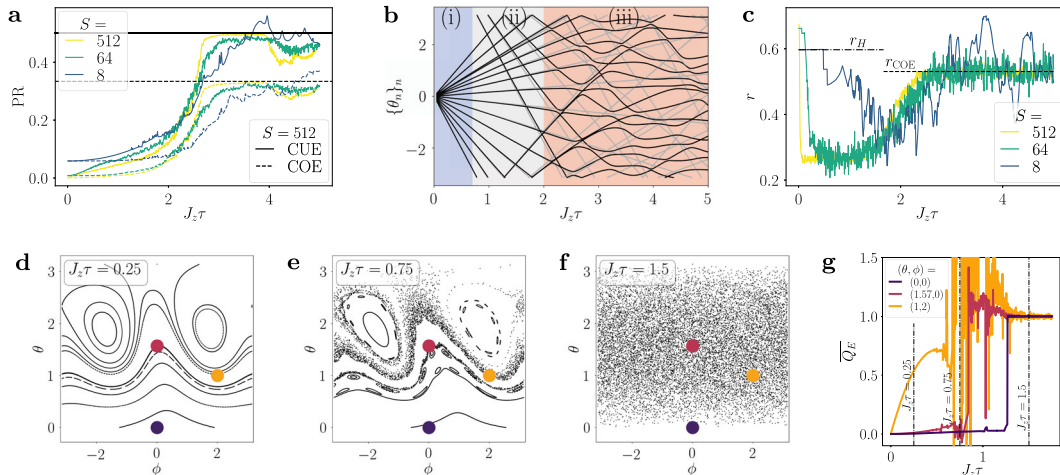 a
S =
512
64
8
S = 512
CUE
COE
PR
0.4
0.2
0.0
0 2 4
J_zτ
b
(i) (ii) (iii)
{θ_n}_n
2
0
−2
0 1 2 3 4 5
J_zτ
c
r_H
r_COE
S =
512
64
8
r
0.6
0.4
0.2
0 2 4
J_zτ
d
J_zτ = 0.25
θ
3
2
1
0
−2 0 2
ϕ
e
J_zτ = 0.75
θ
3
2
1
0
−2 0 2
ϕ
f
J_zτ = 1.5
θ
3
2
1
0
−2 0 2
ϕ
g
(θ, ϕ) =
(0,0)
(1.57,0)
(1,2)
J_zτ = 0.25
J_zτ = 0.75
J_zτ = 1.5
Q_E
1.5
1.0
0.5
0.0
0 1
J_zτ